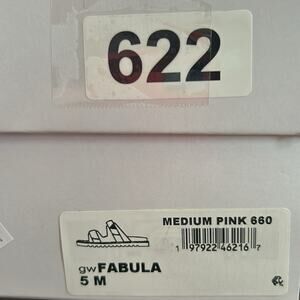 622
MEDIUM PINK 660
1 97922 46216 7
gwFABULA
5 M